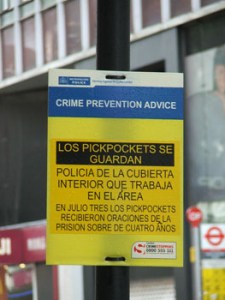 CRIME PREVENTION ADVICE
LOS PICKPOCKETS SE
GUARDAN
POLICIA DE LA CUBIERTA
INTERIOR QUE TRABAJA
EN EL ÁREA
EN JULIO TRES LOS PICKPOCKETS
RECIBIERON ORACIONES DE LA
PRISION SOBRE DE CUATRO AÑOS